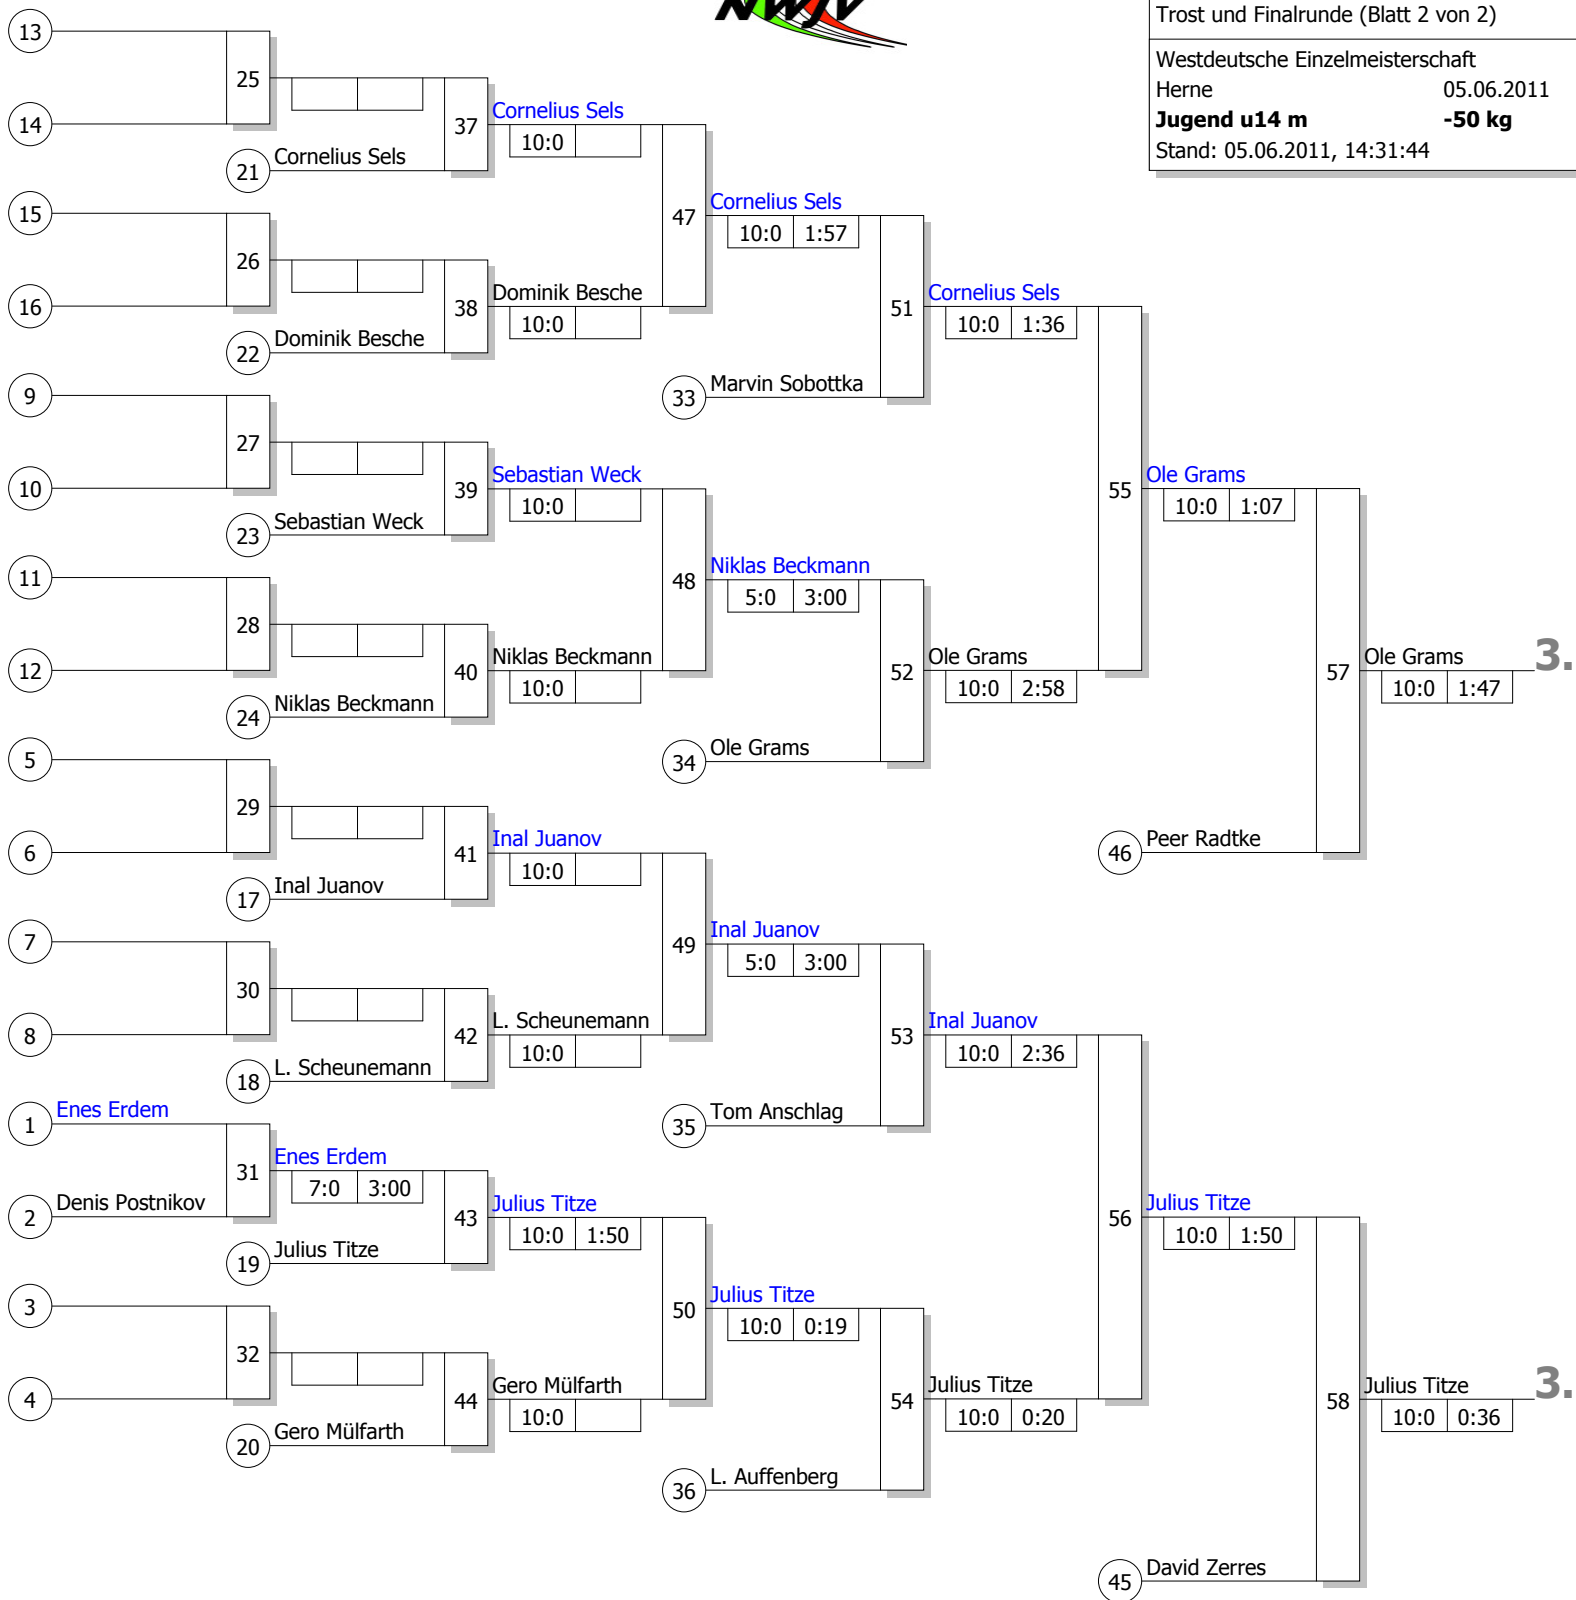 NWJV
Trost und Finalrunde (Blatt 2 von 2)
Westdeutsche Einzelmeisterschaft
Herne 05.06.2011
Jugend u14 m -50 kg
Stand: 05.06.2011, 14:31:44
13
25
14
37
Cornelius Sels
10:0
21
Cornelius Sels
15
47
Cornelius Sels
10:0 1:57
26
16
38
Dominik Besche
10:0
22
Dominik Besche
51
Cornelius Sels
10:0 1:36
33
Marvin Sobottka
9
27
10
39
Sebastian Weck
10:0
23
Sebastian Weck
55
Ole Grams
10:0 1:07
11
48
Niklas Beckmann
5:0 3:00
28
12
40
Niklas Beckmann
10:0
24
Niklas Beckmann
52
Ole Grams
10:0 2:58
34
Ole Grams
57
Ole Grams
10:0 1:47
3.
5
29
6
41
Inal Juanov
10:0
17
Inal Juanov
46
Peer Radtke
7
49
Inal Juanov
5:0 3:00
30
8
42
L. Scheunemann
10:0
18
L. Scheunemann
53
Inal Juanov
10:0 2:36
35
Tom Anschlag
1
Enes Erdem
31
Enes Erdem
7:0 3:00
2
Denis Postnikov
43
Julius Titze
10:0 1:50
19
Julius Titze
56
Julius Titze
10:0 1:50
3
50
Julius Titze
10:0 0:19
32
4
44
Gero Mülfarth
10:0
20
Gero Mülfarth
54
Julius Titze
10:0 0:20
36
L. Auffenberg
58
Julius Titze
10:0 0:36
3.
45
David Zerres